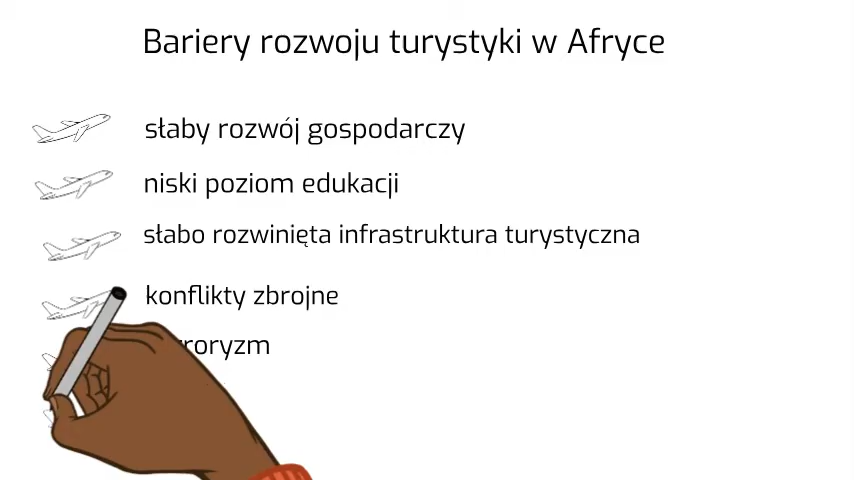 Bariery rozwoju turystyki w Afryce
słaby rozwój gospodarczy
niski poziom edukacji
słabo rozwinięta infrastruktura turystyczna
konflikty zbrojne